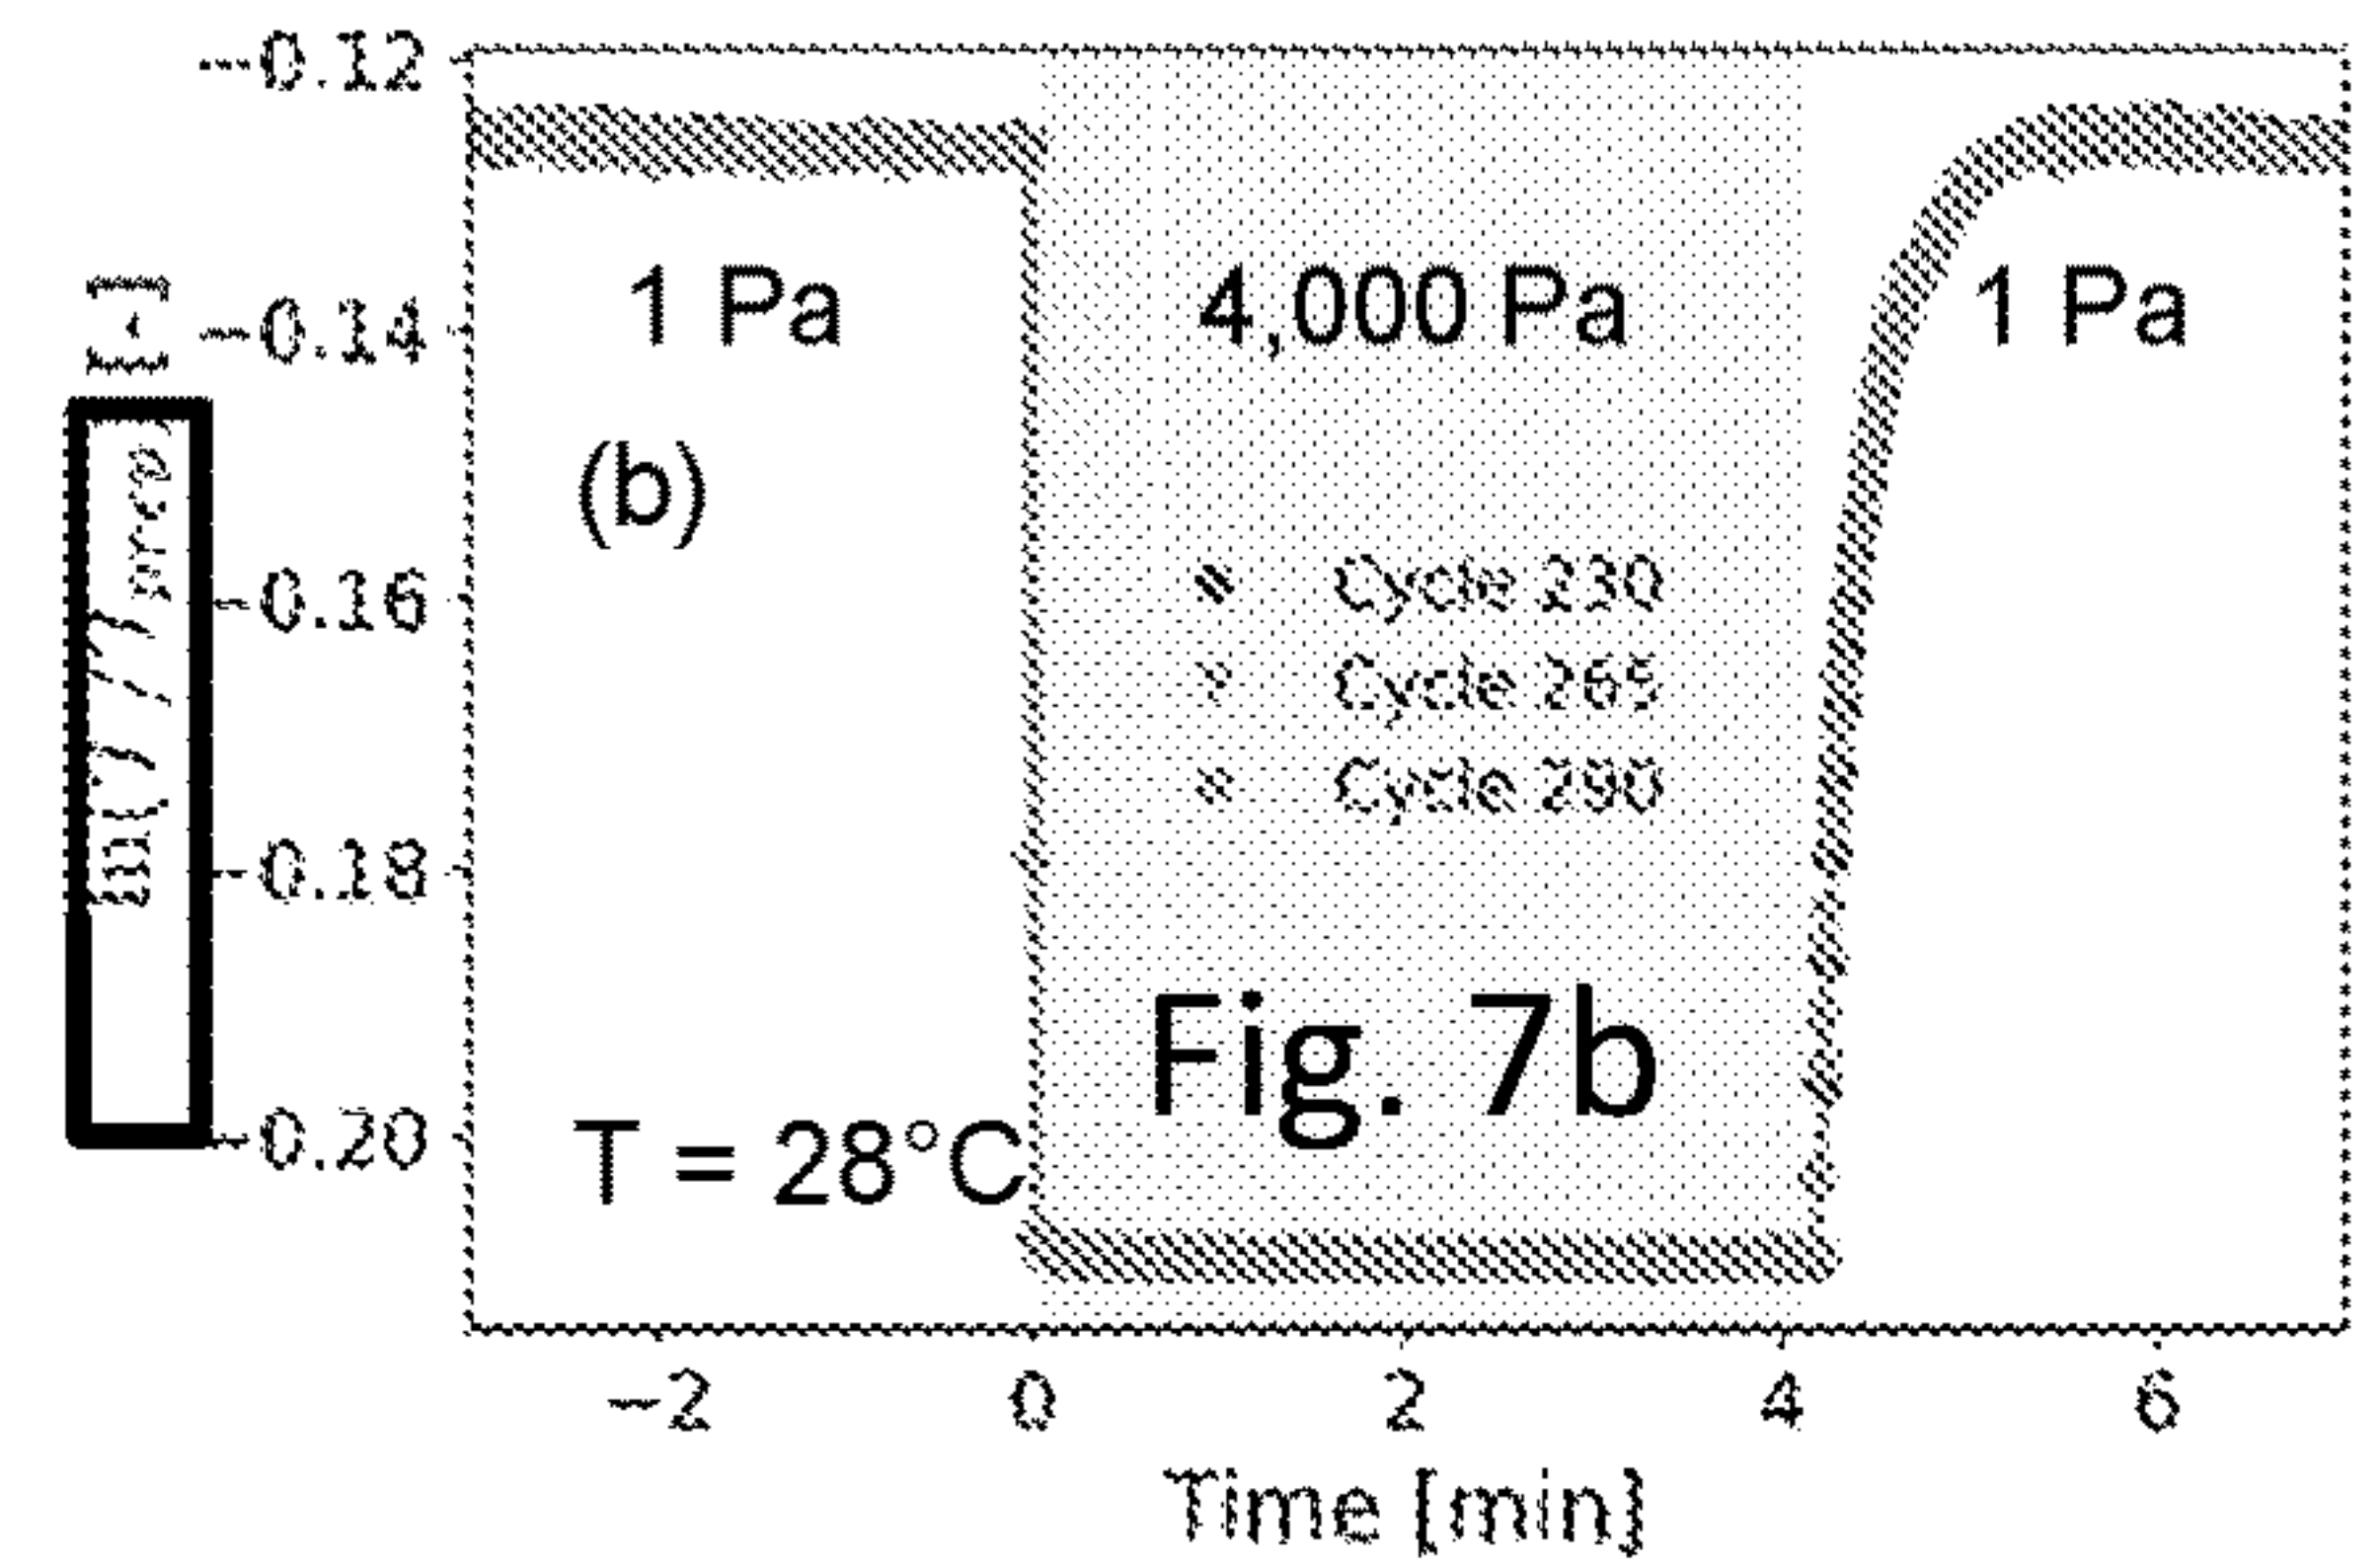 −0.12
−0.14
−0.16
−0.18
−0.20
1 Pa
4,000 Pa
1 Pa
(b)
Cycle 230
Cycle 265
Cycle 290
Fig. 7b
T = 28°C
−2 0 2 4 6
Time [min]